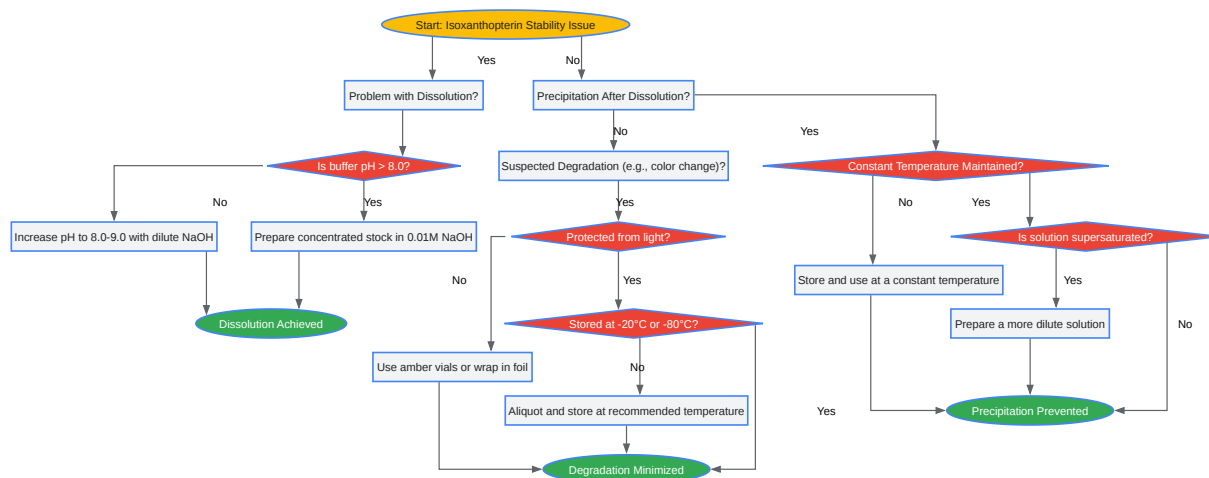 Start: Isoxanthopterin Stability Issue
Yes
No
Problem with Dissolution?
Precipitation After Dissolution?
No
Yes
Is buffer pH > 8.0?
Suspected Degradation (e.g., color change)?
Constant Temperature Maintained?
No
Yes
Yes
No
Yes
Increase pH to 8.0-9.0 with dilute NaOH
Prepare concentrated stock in 0.01M NaOH
Protected from light?
Is solution supersaturated?
No
Yes
Store and use at a constant temperature
Yes
Dissolution Achieved
Stored at -20°C or -80°C?
Prepare a more dilute solution
No
Use amber vials or wrap in foil
No
Aliquot and store at recommended temperature
Yes
Precipitation Prevented
Degradation Minimized